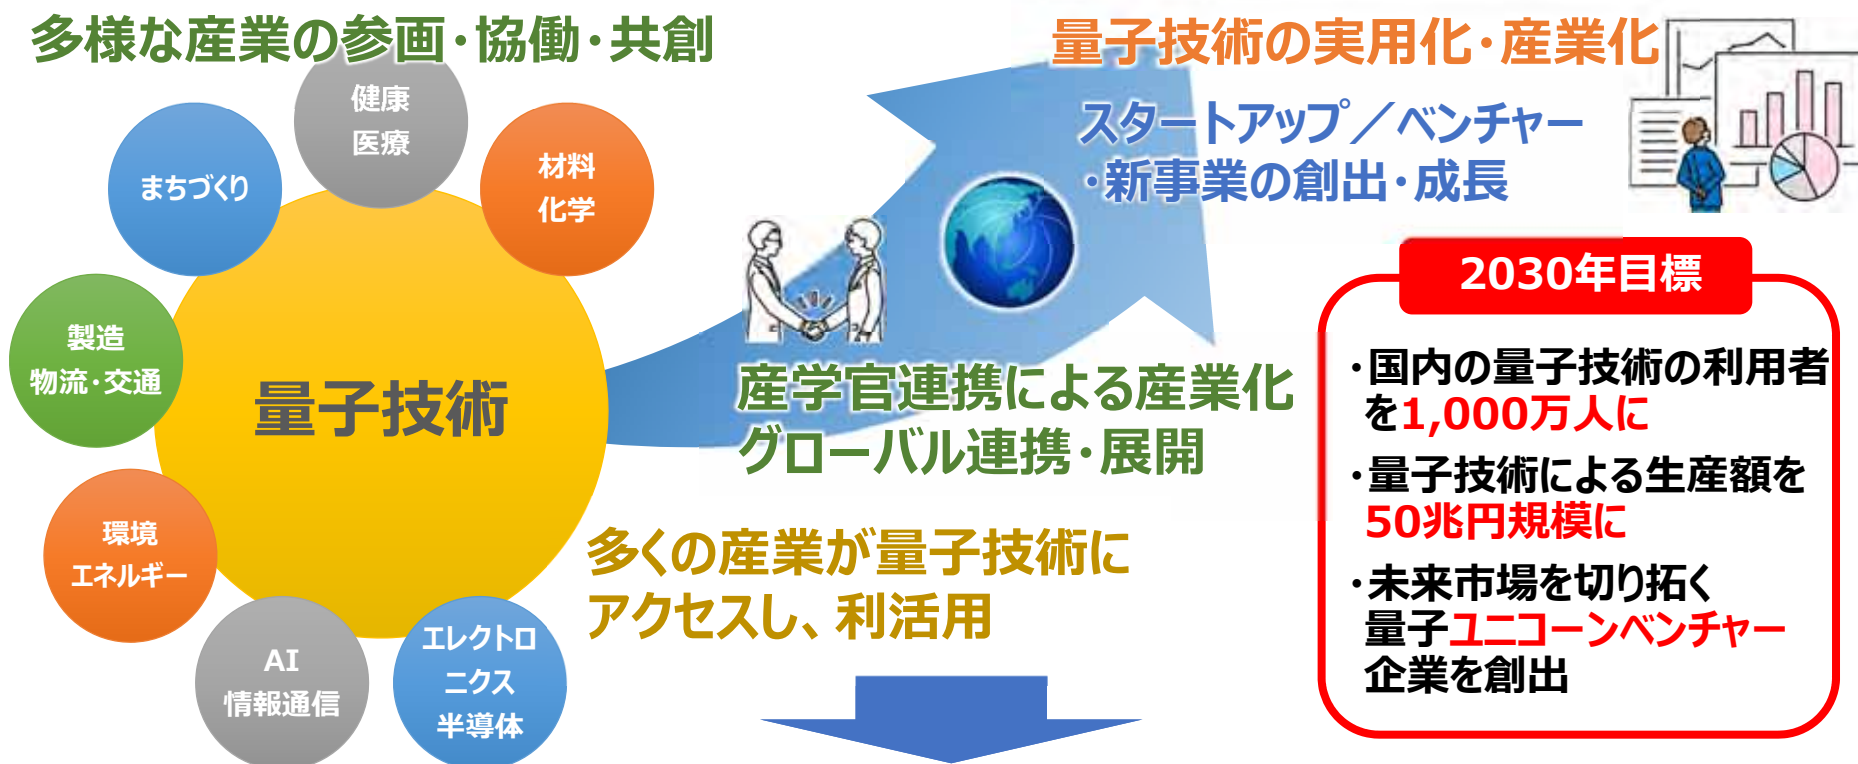 多様な産業の参画・協働・共創
健康
医療
まちづくり
材料
化学
製造
物流・交通
量子技術
環境
エネルギー
AI
情報通信
エレクトロ
ニクス
半導体
量子技術の実用化・産業化
スタートアップ／ベンチャー
・新事業の創出・成長
産学官連携による産業化
グローバル連携・展開
多くの産業が量子技術に
アクセスし、利活用
2030年目標
・国内の量子技術の利用者
を1,000万人に
・量子技術による生産額を
50兆円規模に
・未来市場を切り拓く
量子ユニコーンベンチャー
企業を創出